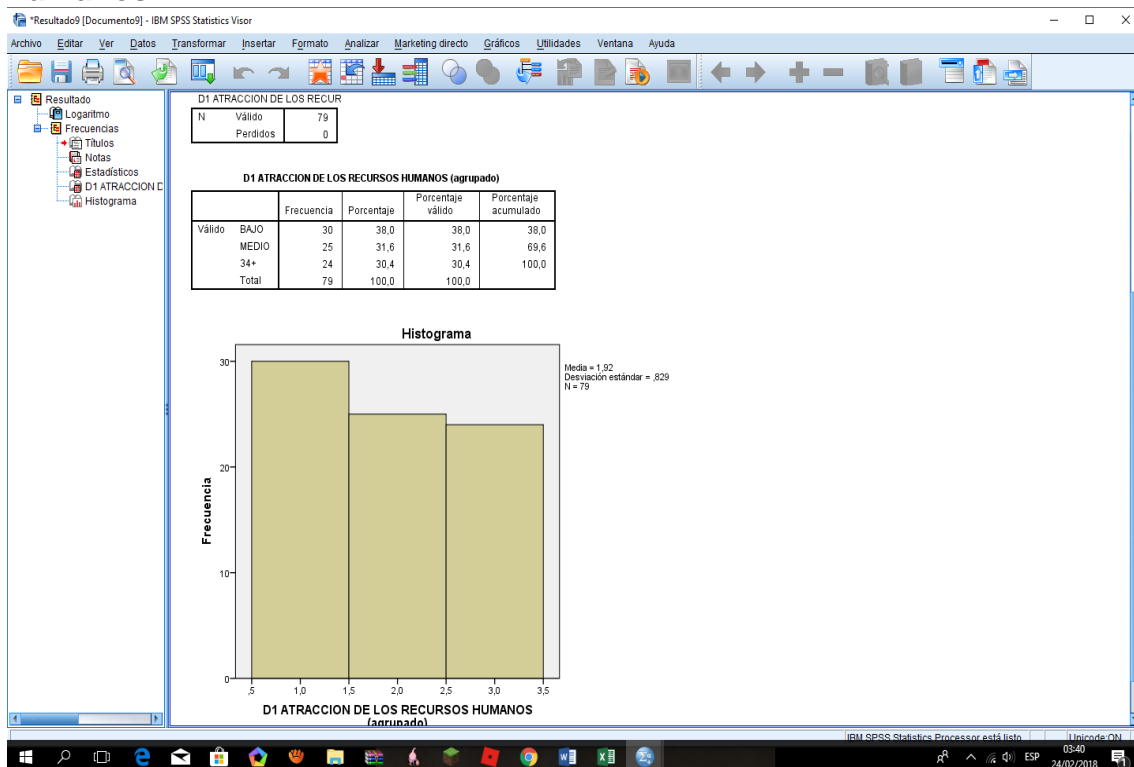 *Resultado9 [Documento9] - IBM SPSS Statistics Visor
Archivo Editar Ver Datos Transformar Insertar Formato Analizar Marketing directo Gráficos Utilidades Ventana Ayuda
Resultado
Logaritmo
Frecuencias
Títulos
Notas
Estadísticos
D1 ATRACCION D
Histograma
D1 ATRACCION DE LOS RECUR
N Válido 79
Perdidos 0
D1 ATRACCION DE LOS RECURSOS HUMANOS (agrupado)
Frecuencia Porcentaje Porcentaje válido Porcentaje acumulado
Válido BAJO 30 38,0 38,0 38,0
MEDIO 25 31,6 31,6 69,6
34+ 24 30,4 30,4 100,0
Total 79 100,0 100,0
Histograma
Media = 1,92
Desviación estándar = ,829
N = 79
Frecuencia
30
20
10
0
,5 1,0 1,5 2,0 2,5 3,0 3,5
D1 ATRACCION DE LOS RECURSOS HUMANOS
(agrupado)
IBM SPSS Statistics Processor está listo Unicode:ON
ESP
03:40
24/02/2018